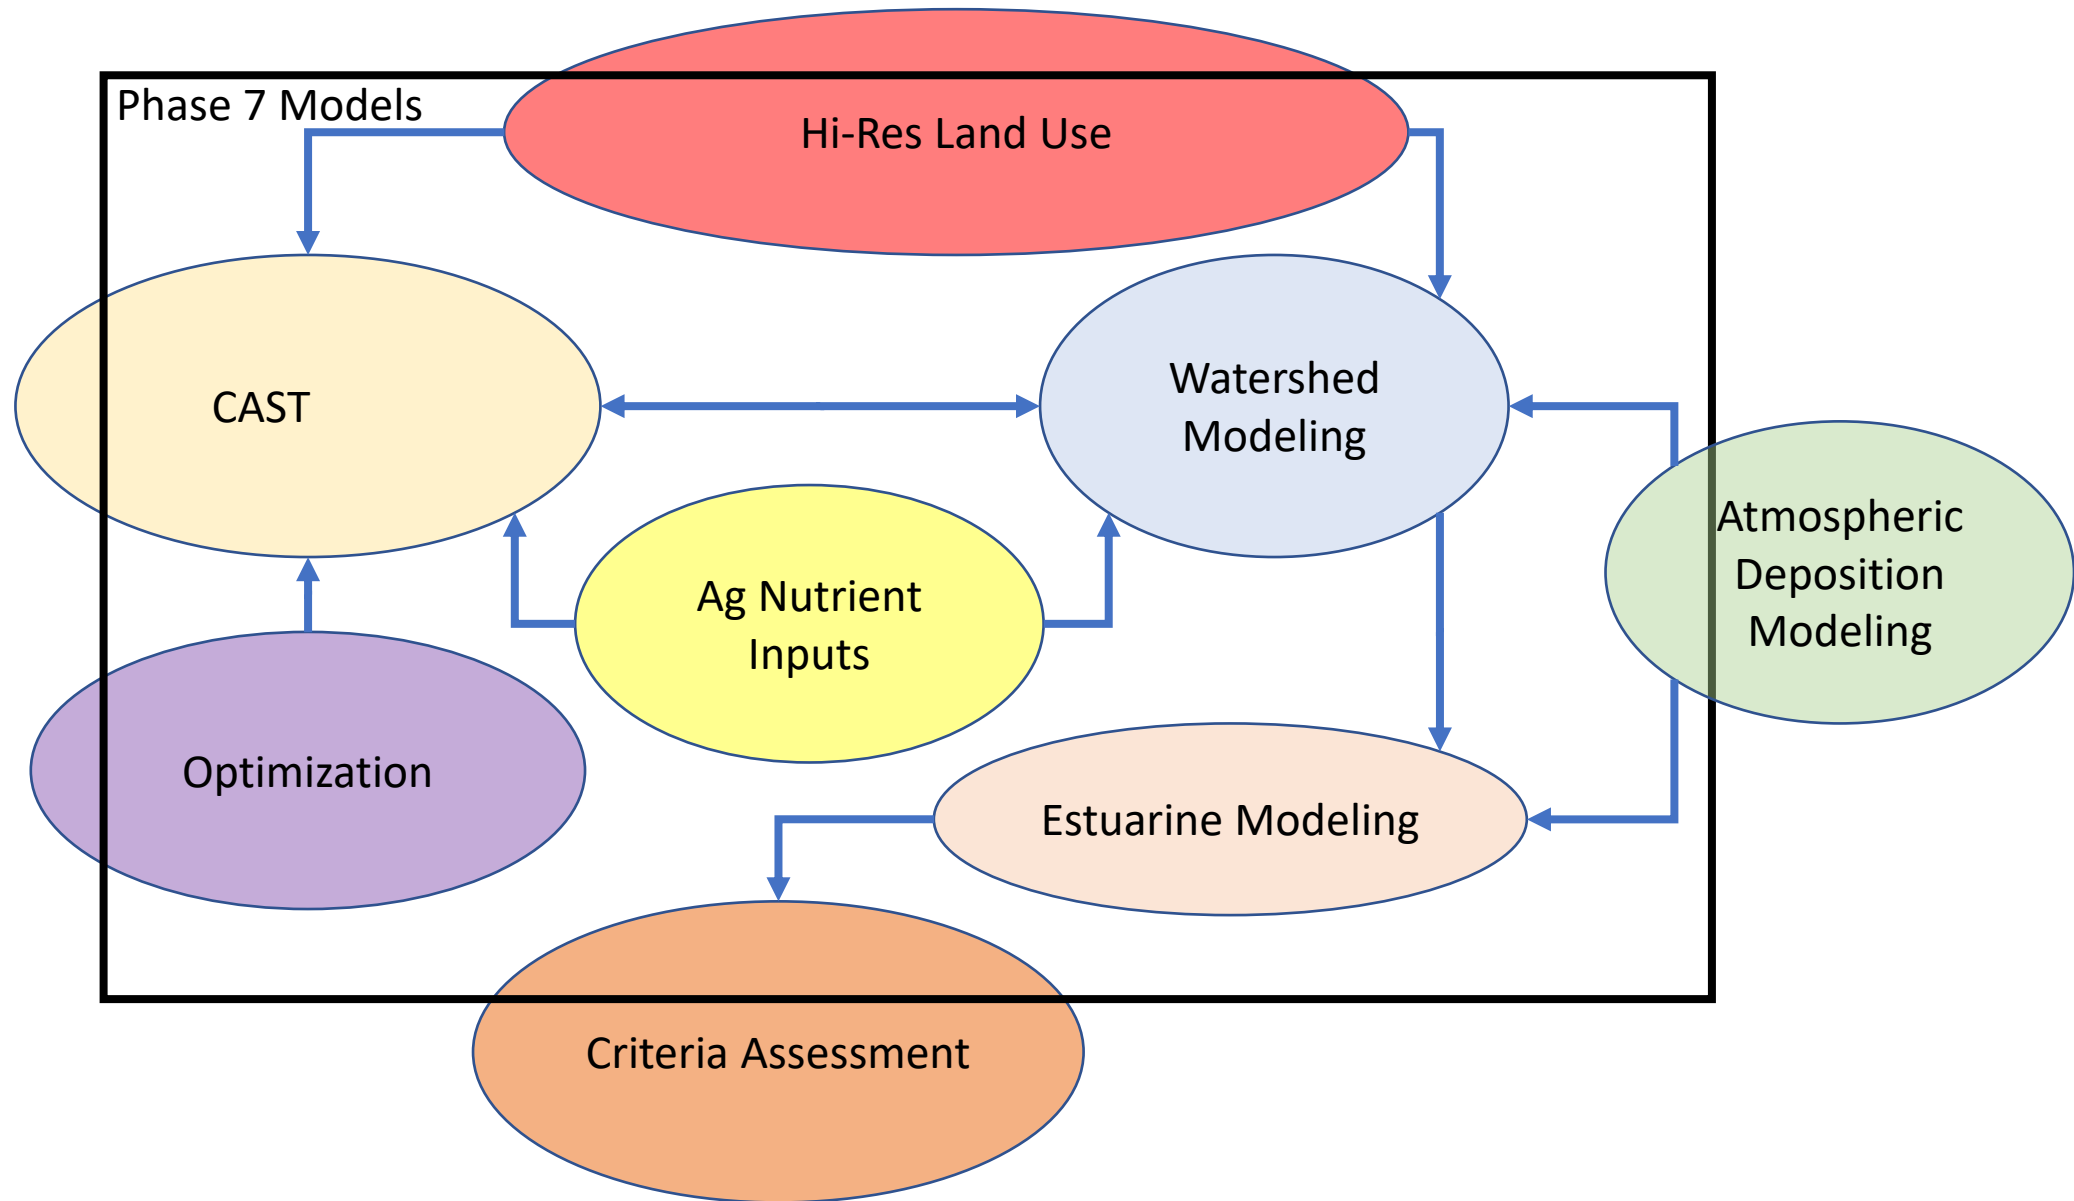 Phase 7 Models
Hi-Res Land Use
CAST
Watershed
Modeling
Atmospheric
Deposition
Modeling
Ag Nutrient
Inputs
Optimization
Estuarine Modeling
Criteria Assessment